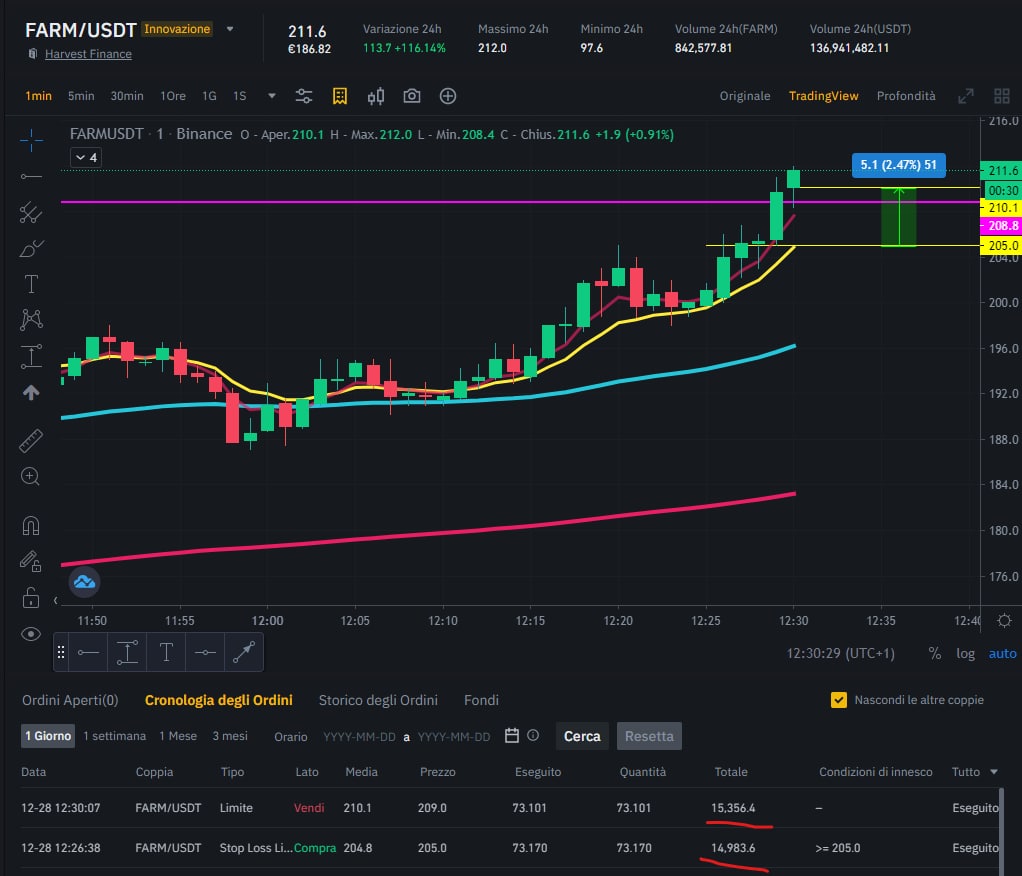 FARM/USDT Innovazione
Harvest Finance
211.6
€186.82
Variazione 24h
113.7 +116.14%
Massimo 24h
212.0
Minimo 24h
97.6
Volume 24h(FARM)
842,577.81
Volume 24h(USDT)
136,941,482.11
1min 5min 30min 1Ore 1G 1S
Originale TradingView Profondità
FARMUSDT · 1 · Binance O - Aper.210.1 H - Max.212.0 L - Min.208.4 C - Chius.211.6 +1.9 (+0.91%)
4
5.1 (2.47%) 51
216.0
211.6
00:30
210.1
208.8
205.0
204.0
200.0
196.0
192.0
188.0
184.0
180.0
176.0
11:50 11:55 12:00 12:05 12:10 12:15 12:20 12:25 12:30 12:35 12:40
T
12:30:29 (UTC+1) % log auto
Ordini Aperti(0) Cronologia degli Ordini Storico degli Ordini Fondi
Nascondi le altre coppie
1 Giorno 1 settimana 1 Mese 3 mesi Orario YYYY-MM-DD a YYYY-MM-DD Cerca Resetta
Data Coppia Tipo Lato Media Prezzo Eseguito Quantità Totale Condizioni di innesco Tutto
12-28 12:30:07 FARM/USDT Limite Vendi 210.1 209.0 73.101 73.101 15,356.4 – Eseguito
12-28 12:26:38 FARM/USDT Stop Loss Li... Compra 204.8 205.0 73.170 73.170 14,983.6 >= 205.0 Eseguito